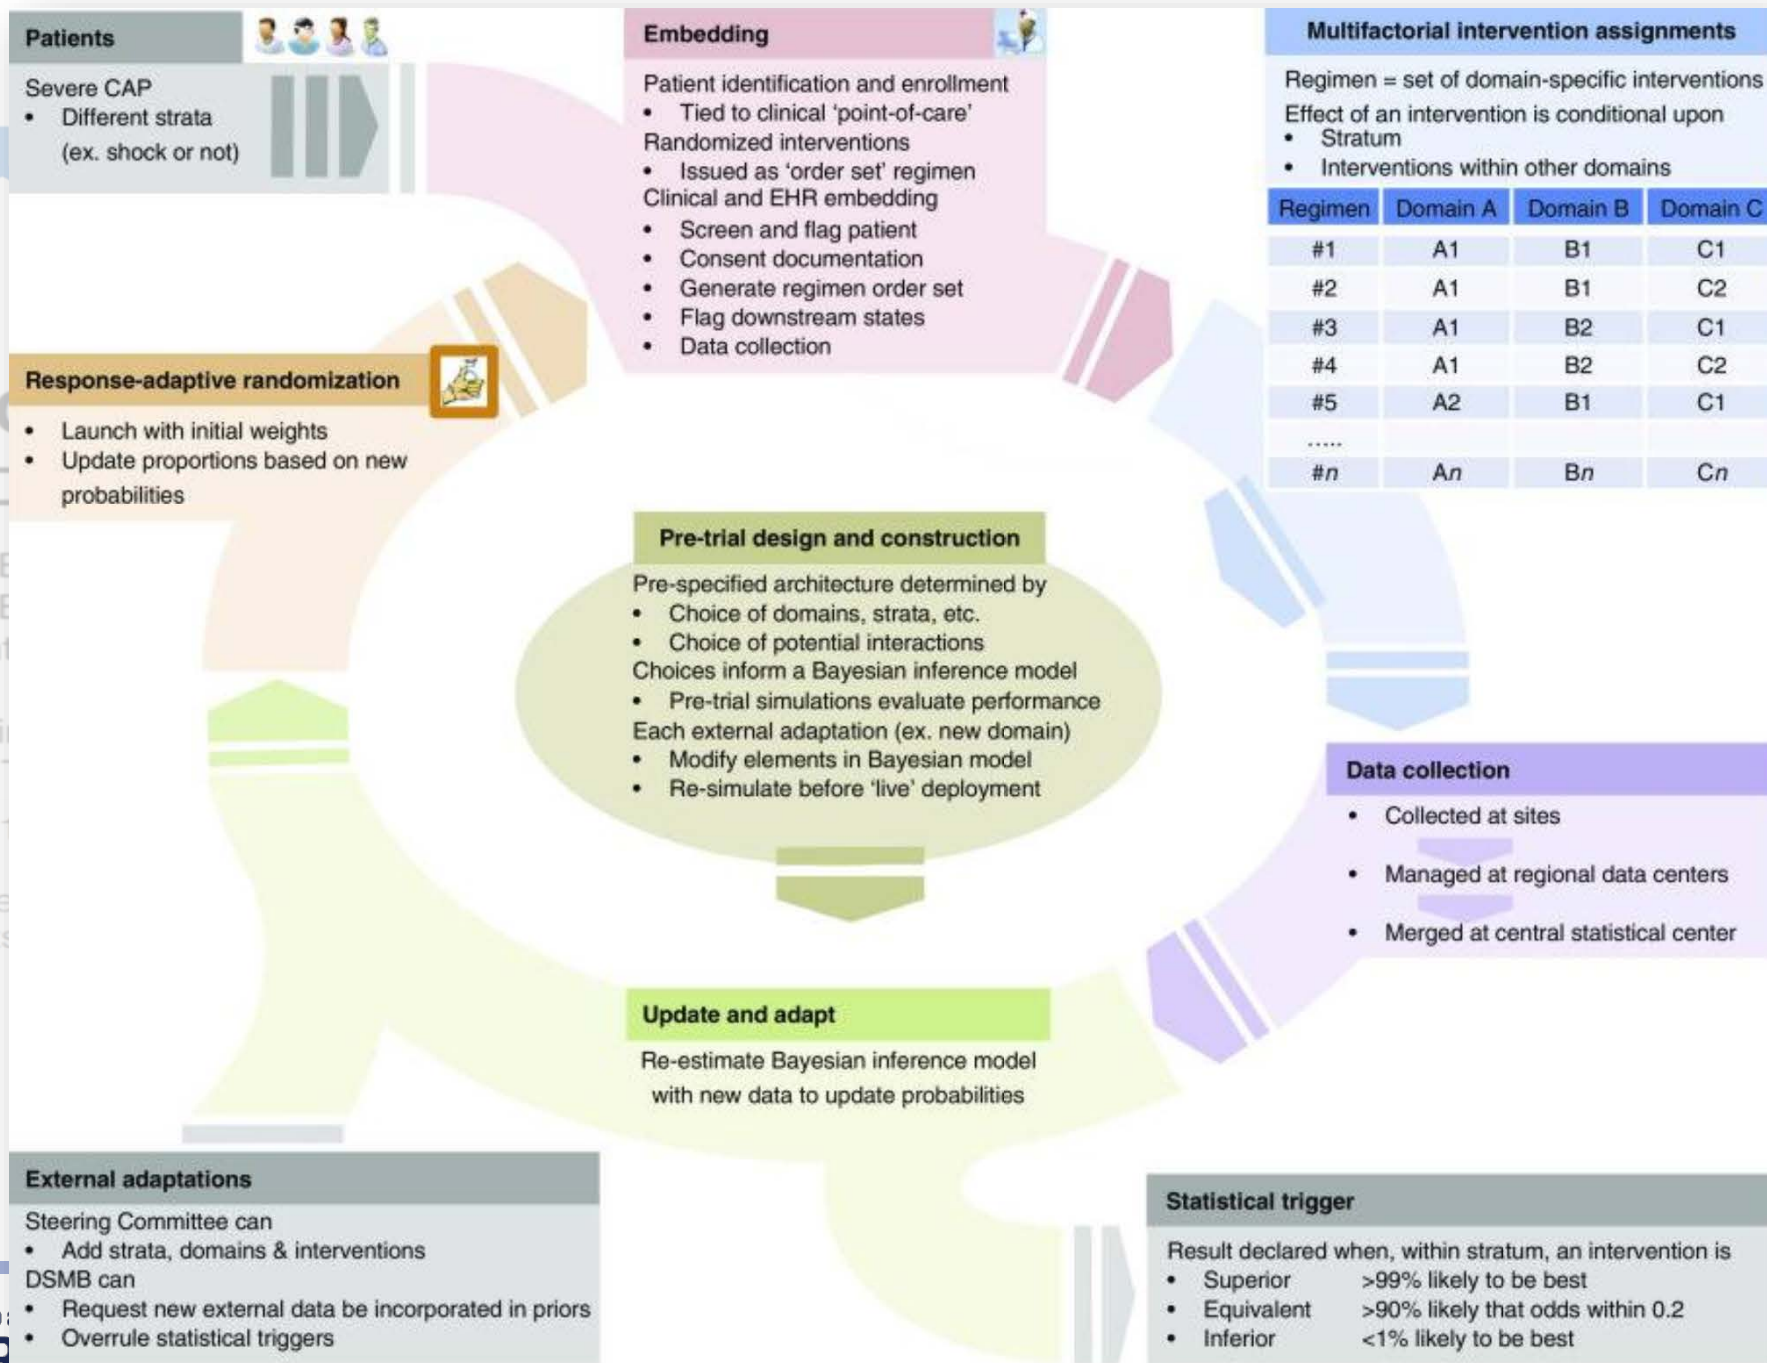 Patients
Severe CAP
• Different strata
(ex. shock or not)
Embedding
Patient identification and enrollment
• Tied to clinical ‘point-of-care’
Randomized interventions
• Issued as ‘order set’ regimen
Clinical and EHR embedding
• Screen and flag patient
• Consent documentation
• Generate regimen order set
• Flag downstream states
• Data collection
Multifactorial intervention assignments
Regimen = set of domain-specific interventions
Effect of an intervention is conditional upon
• Stratum
• Interventions within other domains
Regimen Domain A Domain B Domain C
#1 A1 B1 C1
#2 A1 B1 C2
#3 A1 B2 C1
#4 A1 B2 C2
#5 A2 B1 C1
.....
#n An Bn Cn
Response-adaptive randomization
• Launch with initial weights
• Update proportions based on new
probabilities
Pre-trial design and construction
Pre-specified architecture determined by
• Choice of domains, strata, etc.
• Choice of potential interactions
Choices inform a Bayesian inference model
• Pre-trial simulations evaluate performance
Each external adaptation (ex. new domain)
• Modify elements in Bayesian model
• Re-simulate before ‘live’ deployment
Data collection
• Collected at sites
• Managed at regional data centers
• Merged at central statistical center
Update and adapt
Re-estimate Bayesian inference model
with new data to update probabilities
External adaptations
Steering Committee can
• Add strata, domains & interventions
DSMB can
• Request new external data be incorporated in priors
• Overrule statistical triggers
Statistical trigger
Result declared when, within stratum, an intervention is
• Superior >99% likely to be best
• Equivalent >90% likely that odds within 0.2
• Inferior <1% likely to be best